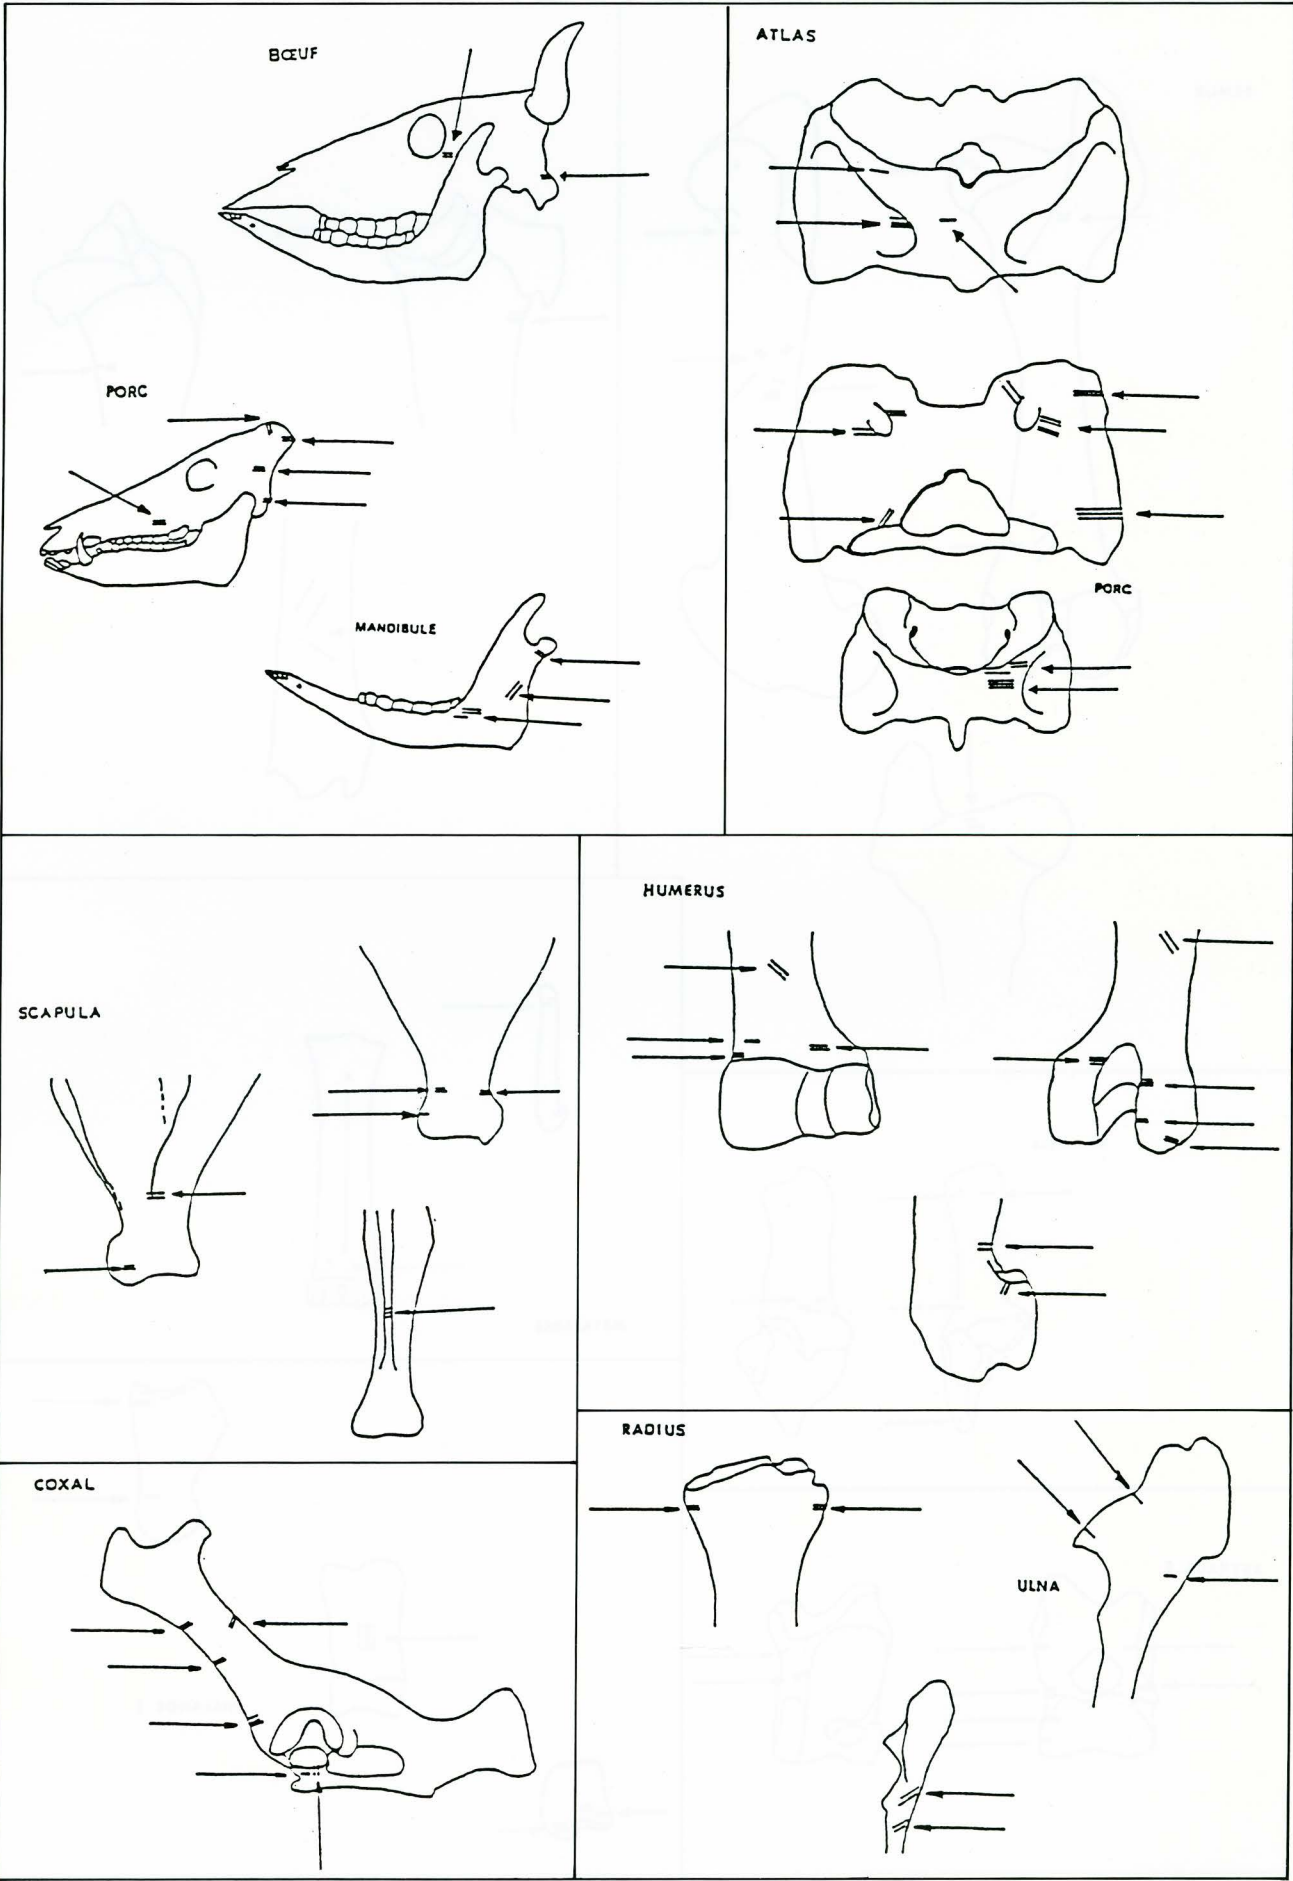 BŒUF
PORC
MANDIBULE
ATLAS
PORC
SCAPULA
HUMERUS
COXAL
RADIUS
ULNA